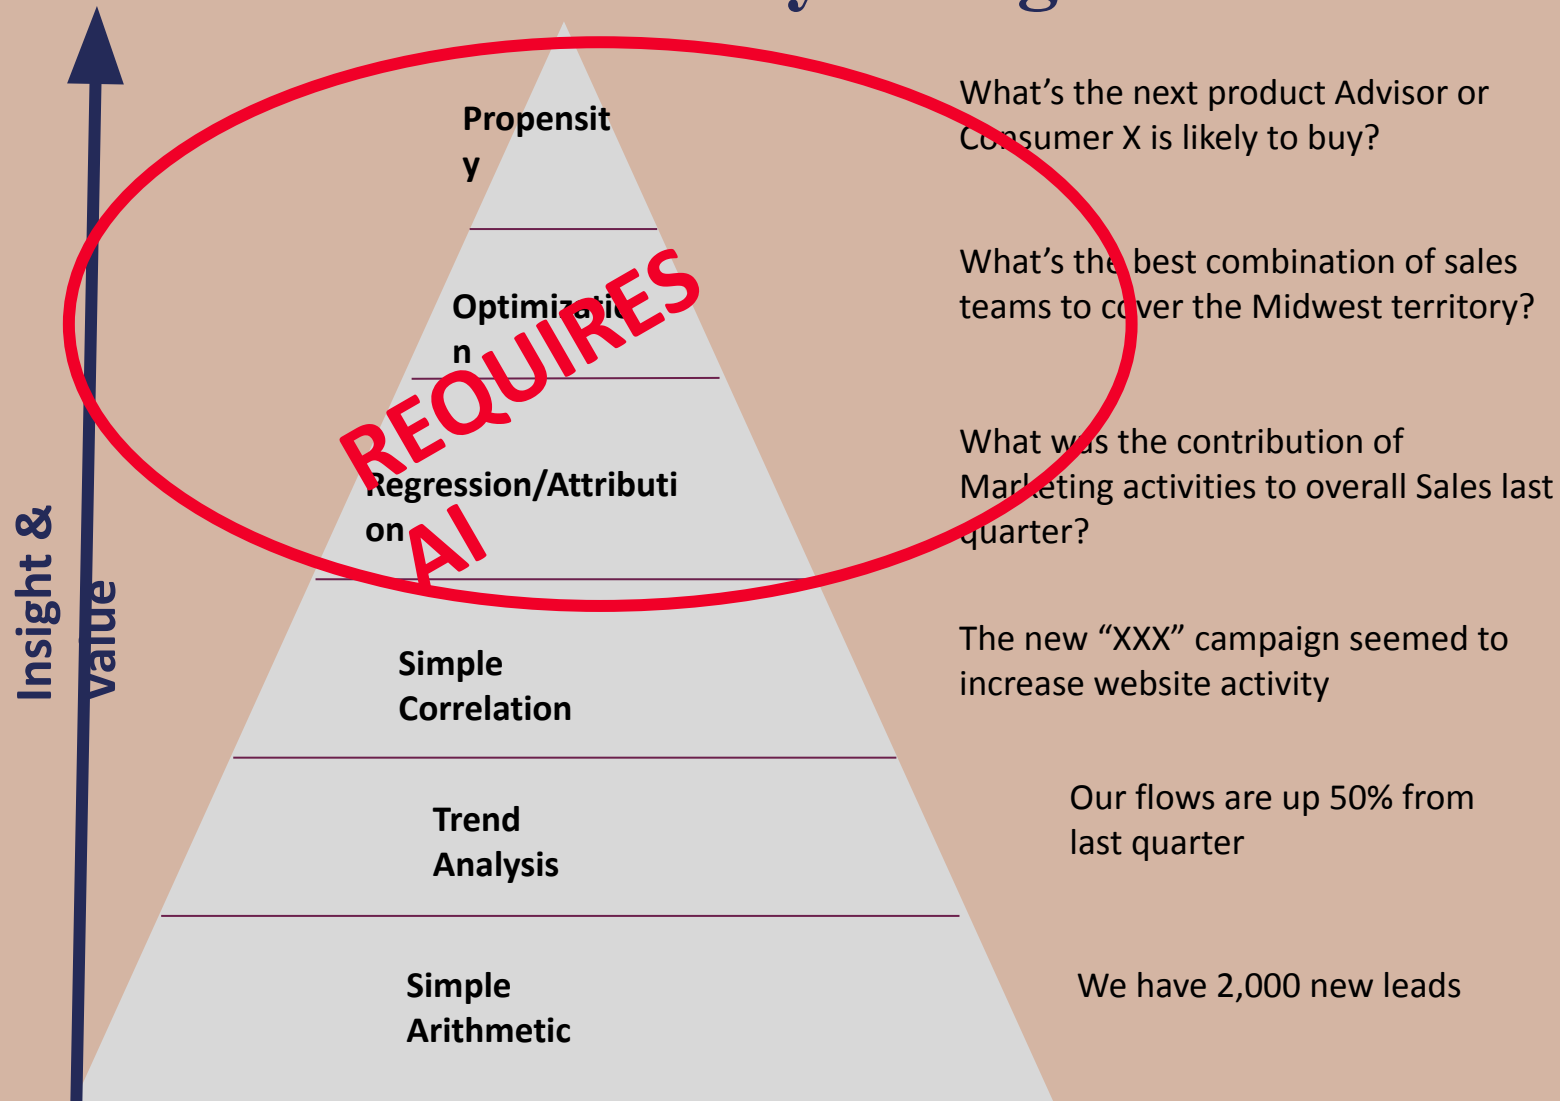 Propensit
y
What’s the next product Advisor or
Consumer X is likely to buy?
Optimizatio
n
What’s the best combination of sales
teams to cover the Midwest territory?
REQUIRES
AI
Regression/Attributi
on
What was the contribution of
Marketing activities to overall Sales last
quarter?
Insight &
value
Simple
Correlation
The new “XXX” campaign seemed to
increase website activity
Trend
Analysis
Our flows are up 50% from
last quarter
Simple
Arithmetic
We have 2,000 new leads